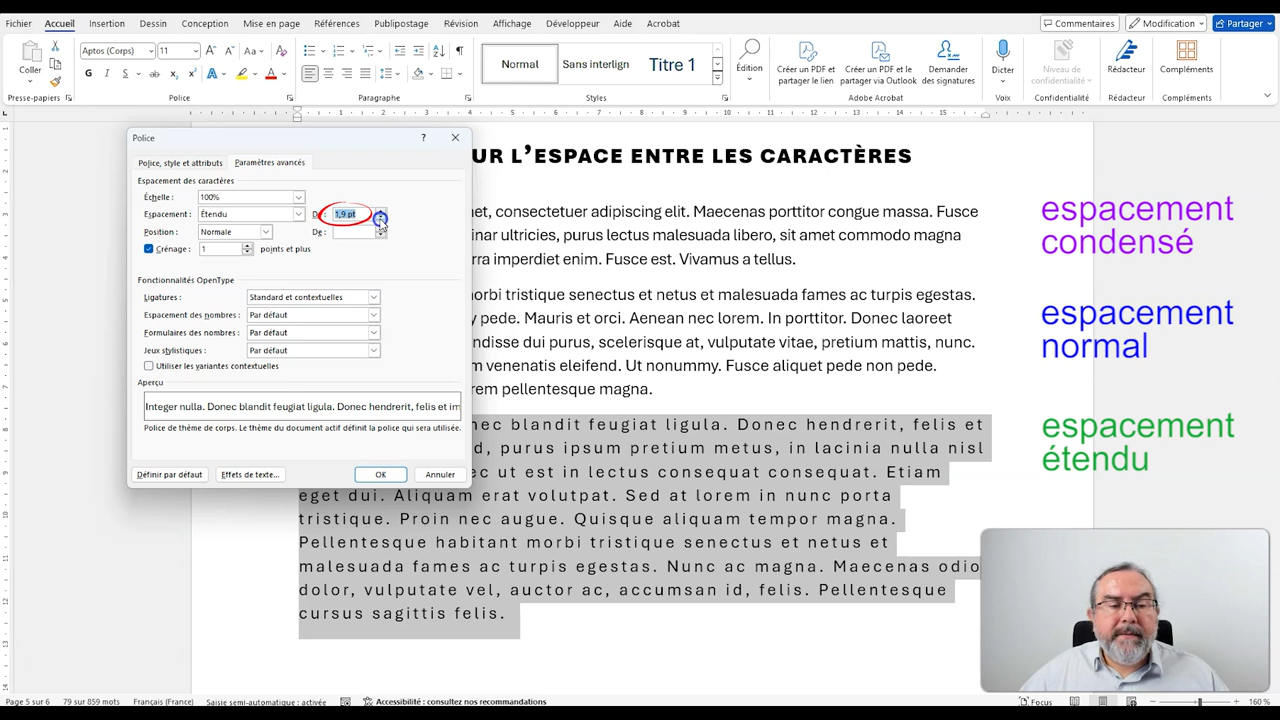 Fichier Accueil Insertion Dessin Conception Mise en page Références Publipostage Révision Affichage Développeur Aide Acrobat Commentaires Modification Partager
Aptos (Corps) 11
Coller
Normal Sans interlign Titre 1
Édition
Créer un PDF et partager le lien
Créer un PDF et partager via Outlook
Demander des signatures
Dicter
Niveau de confidentialité
Rédacteur
Compléments
Presse-papiers Police Paragraphe Styles Adobe Acrobat Voix Confidentialité Rédacteur Compléments
Police
Police, style et attributs Paramètres avancés
Espacement des caractères
Échelle : 100%
Espacement : Étendu De : 1,9 pt
Position : Normale De :
Crénage : 1 points et plus
Fonctionnalités OpenType
Ligatures : Standard et contextuelles
Espacement des nombres : Par défaut
Formulaires des nombres : Par défaut
Jeux stylistiques : Par défaut
Utiliser les variantes contextuelles
Aperçu
Integer nulla. Donec blandit feugiat ligula. Donec hendrerit, felis et im
Police de thème de corps. Le thème du document actif définit la police qui sera utilisée.
Définir par défaut Effets de texte... OK Annuler
UR L’ESPACE ENTRE LES CARACTÈRES
et, consectetuer adipiscing elit. Maecenas porttitor congue massa. Fusce
inar ultricies, purus lectus malesuada libero, sit amet commodo magna
rra imperdiet enim. Fusce est. Vivamus a tellus.
orbi tristique senectus et netus et malesuada fames ac turpis egestas.
y pede. Mauris et orci. Aenean nec lorem. In porttitor. Donec laoreet
ndisse dui purus, scelerisque at, vulputate vitae, pretium mattis, nunc.
m venenatis eleifend. Ut nonummy. Fusce aliquet pede non pede.
rem pellentesque magna.
nec blandit feugiat ligula. Donec hendrerit, felis et
d, purus ipsum pretium metus, in lacinia nulla nisl
c ut est in lectus consequat consequat. Etiam
eget dui. Aliquam erat volutpat. Sed at lorem in nunc porta
tristique. Proin nec augue. Quisque aliquam tempor magna.
Pellentesque habitant morbi tristique senectus et netus et
malesuada fames ac turpis egestas. Nunc ac magna. Maecenas odio
dolor, vulputate vel, auctor ac, accumsan id, felis. Pellentesque
cursus sagittis felis.
espacement
condensé
espacement
normal
espacement
étendu
Page 5 sur 6 79 sur 859 mots Français (France) Saisie semi-automatique : activée Accessibilité : consultez nos recommandations Focus 160 %